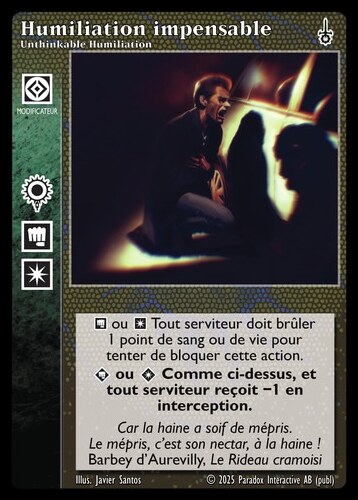 Humiliation impensable
Unthinkable Humiliation
MODIFICATEUR
ou Tout serviteur doit brûler
1 point de sang ou de vie pour
tenter de bloquer cette action.
ou Comme ci-dessus, et
tout serviteur reçoit −1 en
interception.
Car la haine a soif de mépris.
Le mépris, c'est son nectar, à la haine !
Barbey d'Aurevilly, Le Rideau cramoisi
Illus. Javier Santos
© 2025 Paradox Interactive AB (publ)